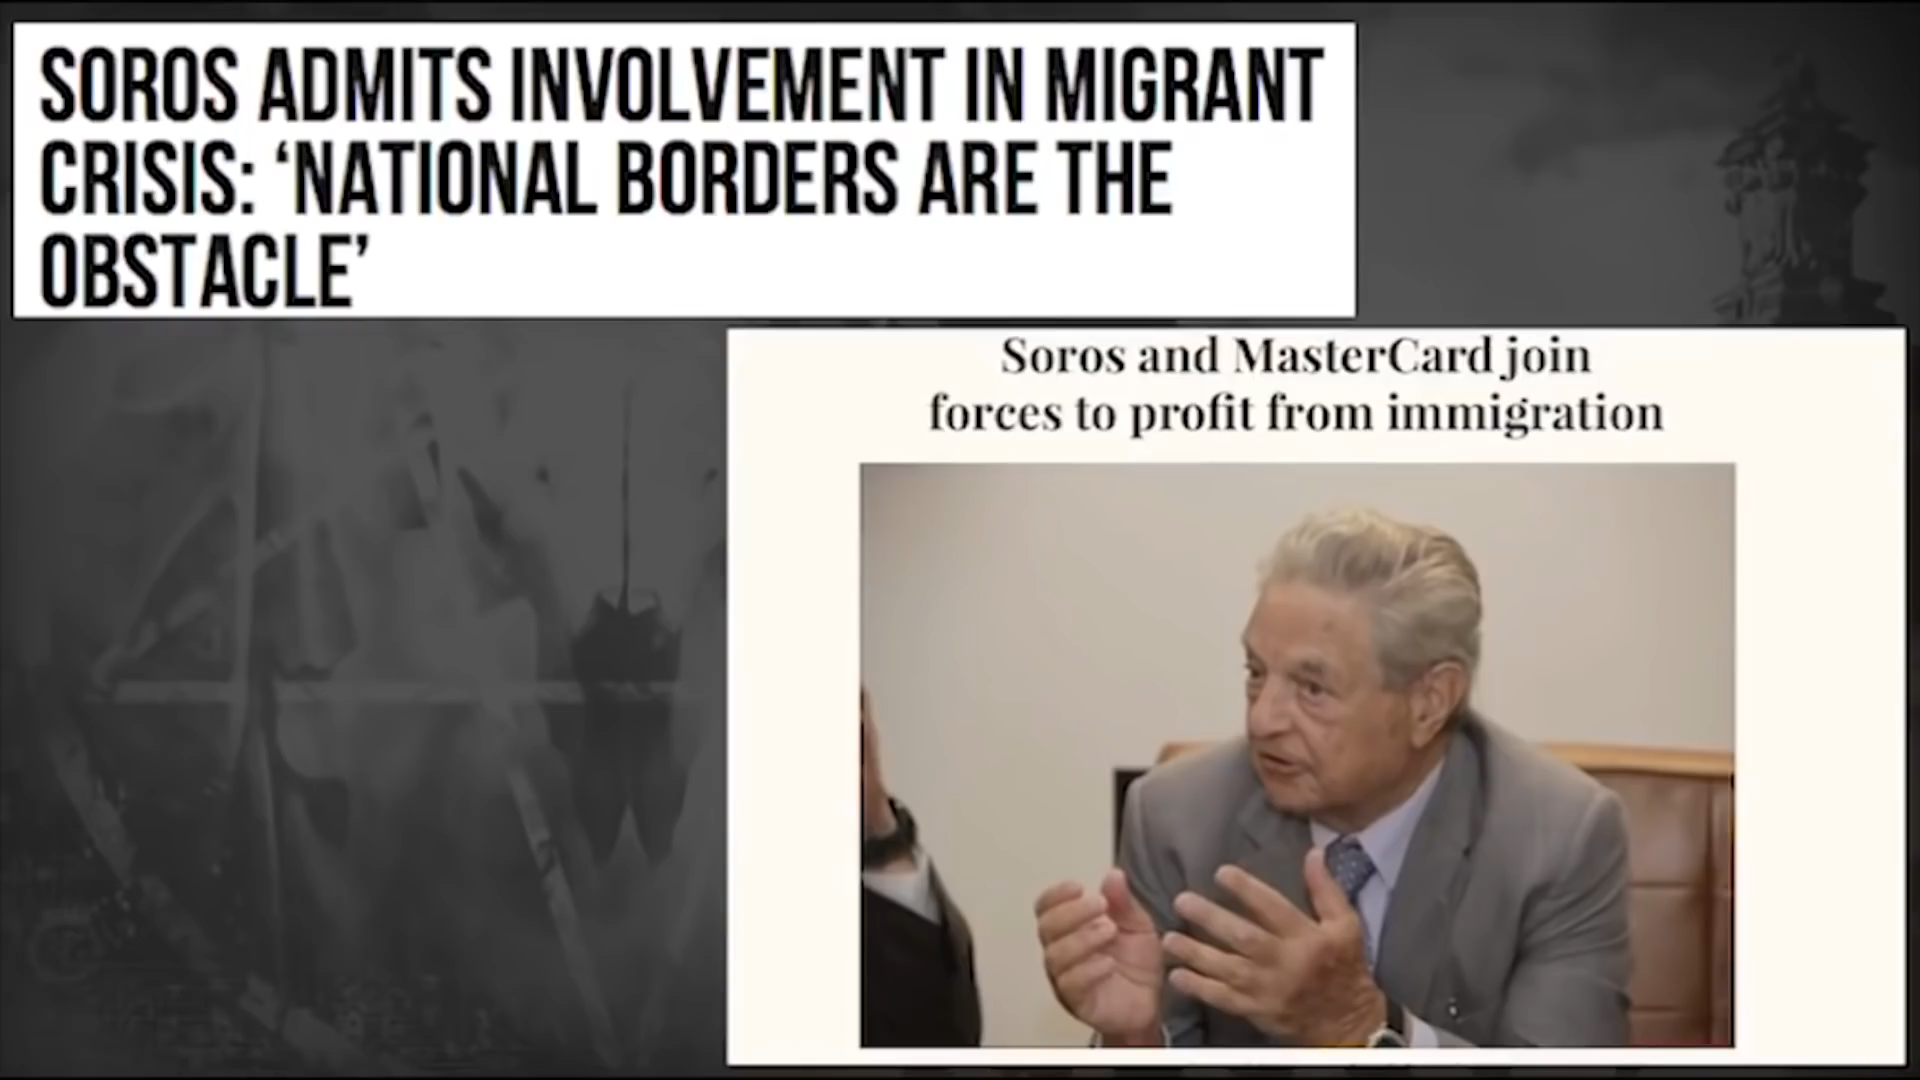 SOROS ADMITS INVOLVEMENT IN MIGRANT
CRISIS: ‘NATIONAL BORDERS ARE THE
OBSTACLE’
Soros and MasterCard join
forces to profit from immigration